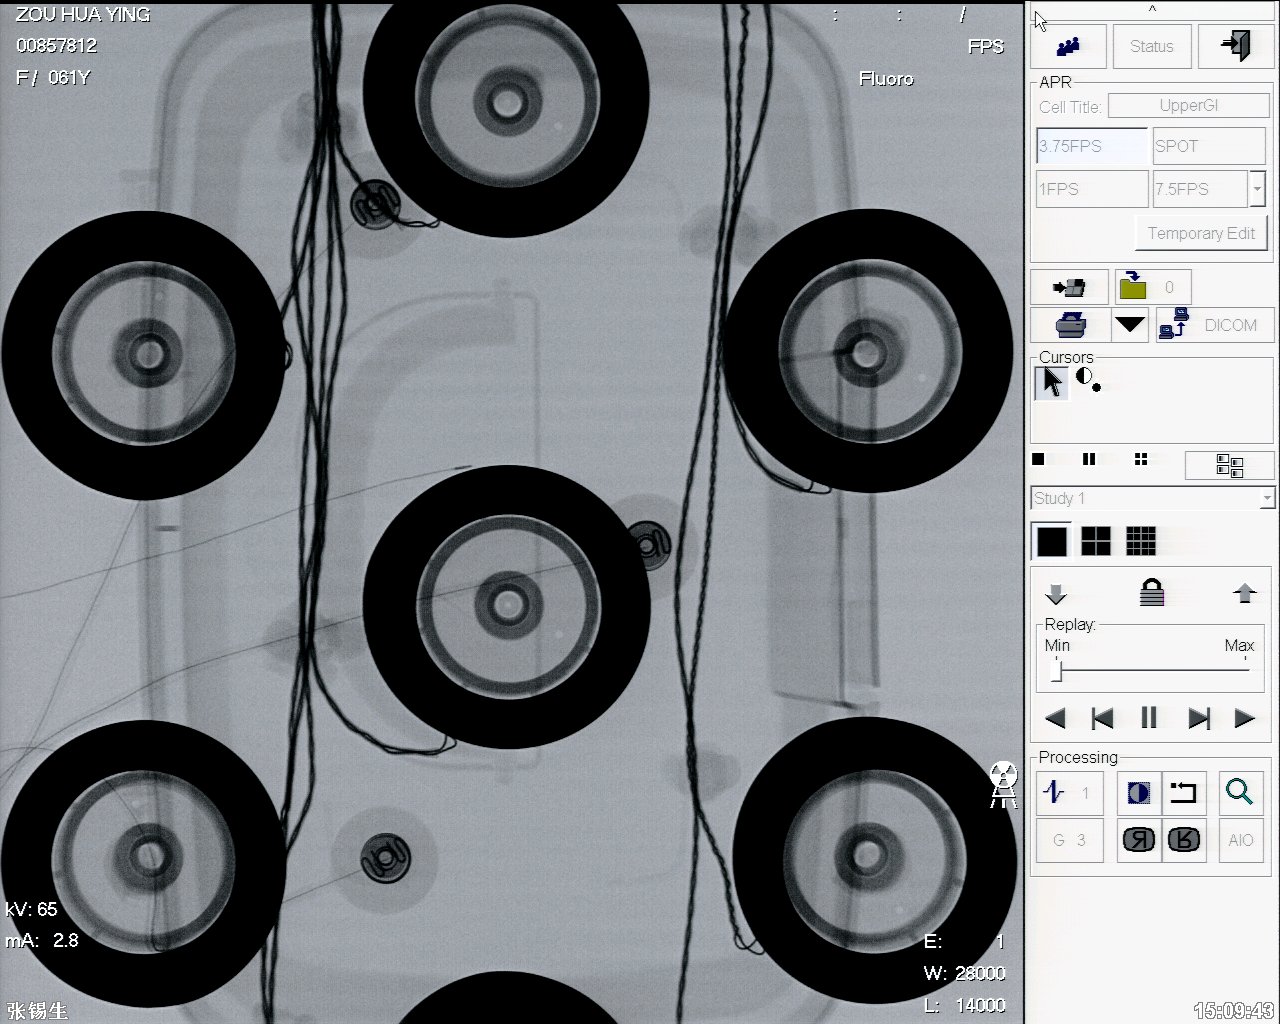 ZOU HUA YING
00857812
F / 061Y
: : /
FPS
Fluoro
^
Status
APR
Cell Title: UpperGI
3.75FPS SPOT
1FPS 7.5FPS
Temporary Edit
0
DICOM
Cursors
Study 1
Replay:
Min Max
Processing
1
G 3
R R
AIO
kV: 65
mA: 2.8
E: 1
W: 28000
L: 14000
张锡生
15:09:43